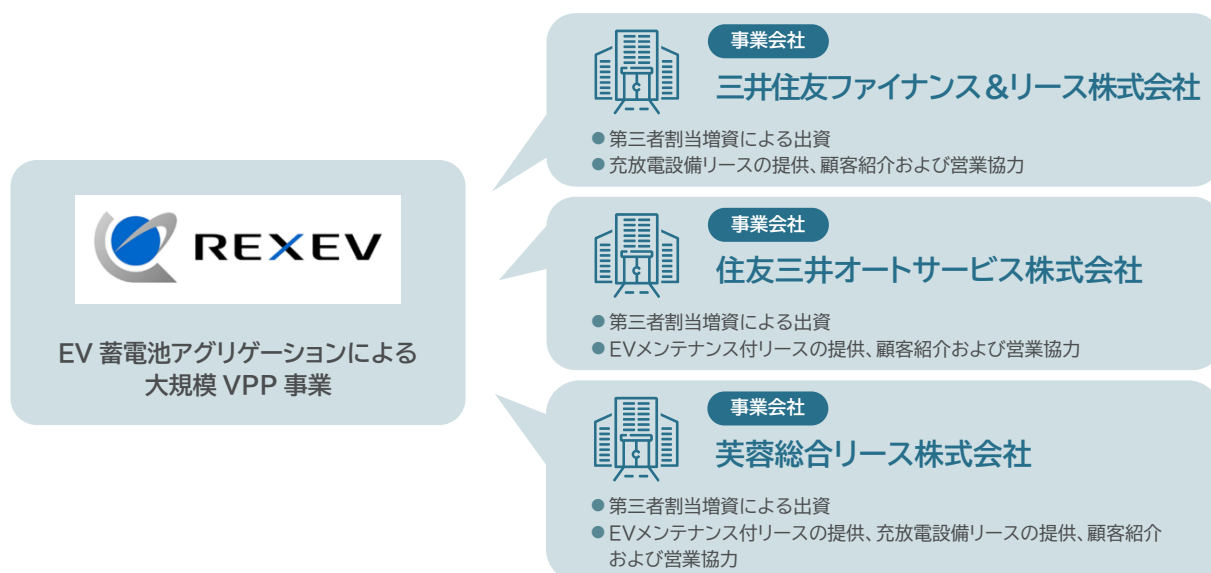 REXEV
EV 蓄電池アグリゲーションによる
大規模 VPP 事業
事業会社
三井住友ファイナンス&リース株式会社
●第三者割当増資による出資
●充放電設備リースの提供、顧客紹介および営業協力
事業会社
住友三井オートサービス株式会社
●第三者割当増資による出資
●EVメンテナンス付リースの提供、顧客紹介および営業協力
事業会社
芙蓉総合リース株式会社
●第三者割当増資による出資
●EVメンテナンス付リースの提供、充放電設備リースの提供、顧客紹介
および営業協力